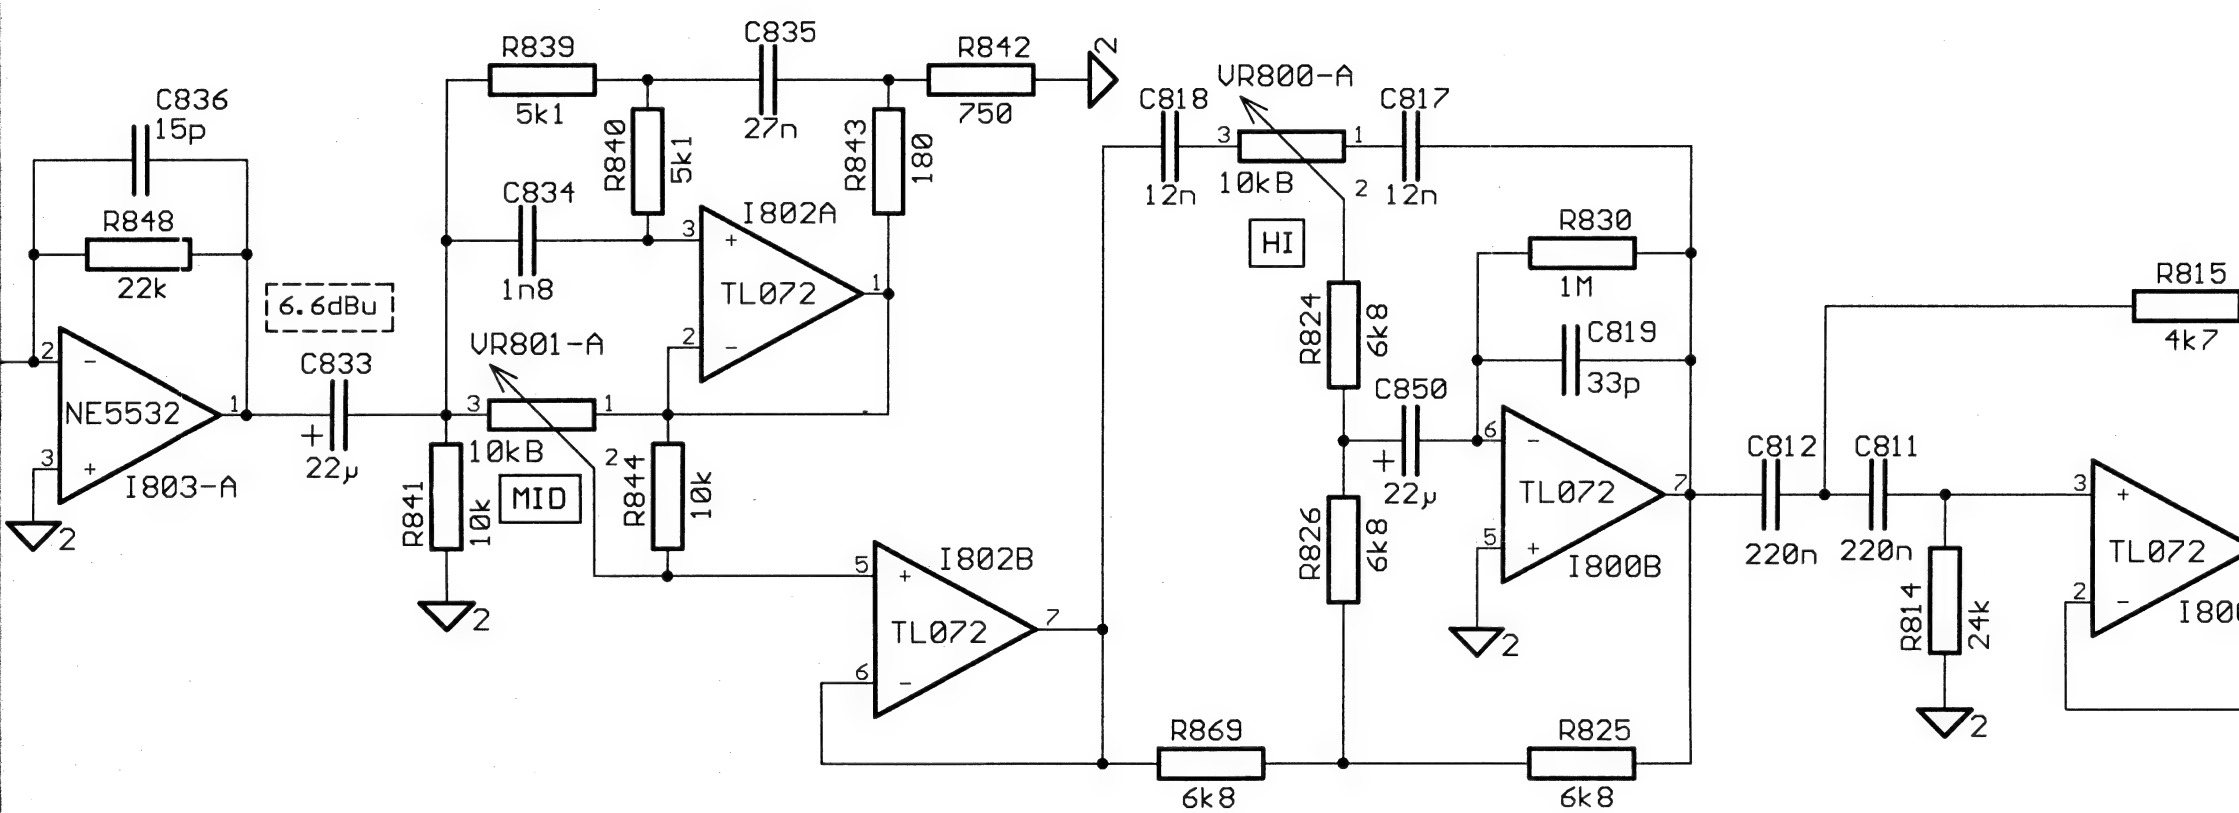 C836
15p
R848
22k
2
−
NE5532
1
3
+
I803-A
2
6.6dBu
C833
+
22µ
R839
5k1
C835
27n
R842
750
2
R840
5k1
R843
180
C834
1n8
I802A
3
+
TL072
1
2
−
VR801-A
3
1
10kB
2
MID
R841
10k
2
R844
10k
I802B
5
+
TL072
7
6
−
C818
12n
VR800-A
3
1
10kB
2
C817
12n
HI
R824
6k8
R830
1M
C819
33p
C850
+
22µ
6
−
TL072
7
5
+
I800B
2
R826
6k8
R869
6k8
R825
6k8
C812
220n
C811
220n
R815
4k7
R814
24k
2
3
+
TL072
2
−
I80